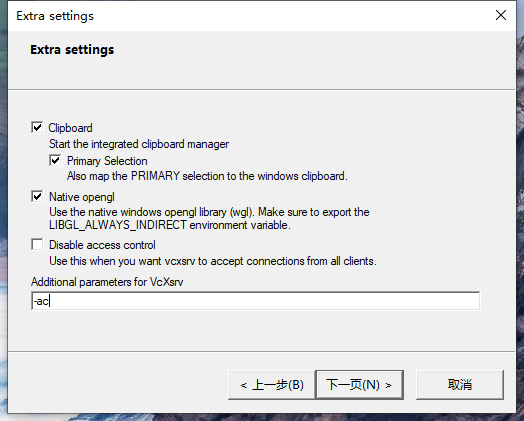 Extra settings
Extra settings
Clipboard
Start the integrated clipboard manager
Primary Selection
Also map the PRIMARY selection to the windows clipboard.
Native opengl
Use the native windows opengl library (wgl). Make sure to export the
LIBGL_ALWAYS_INDIRECT environment variable.
Disable access control
Use this when you want vcxsrv to accept connections from all clients.
Additional parameters for VcXsrv
-ac
< 上一步(B) 下一页(N) > 取消